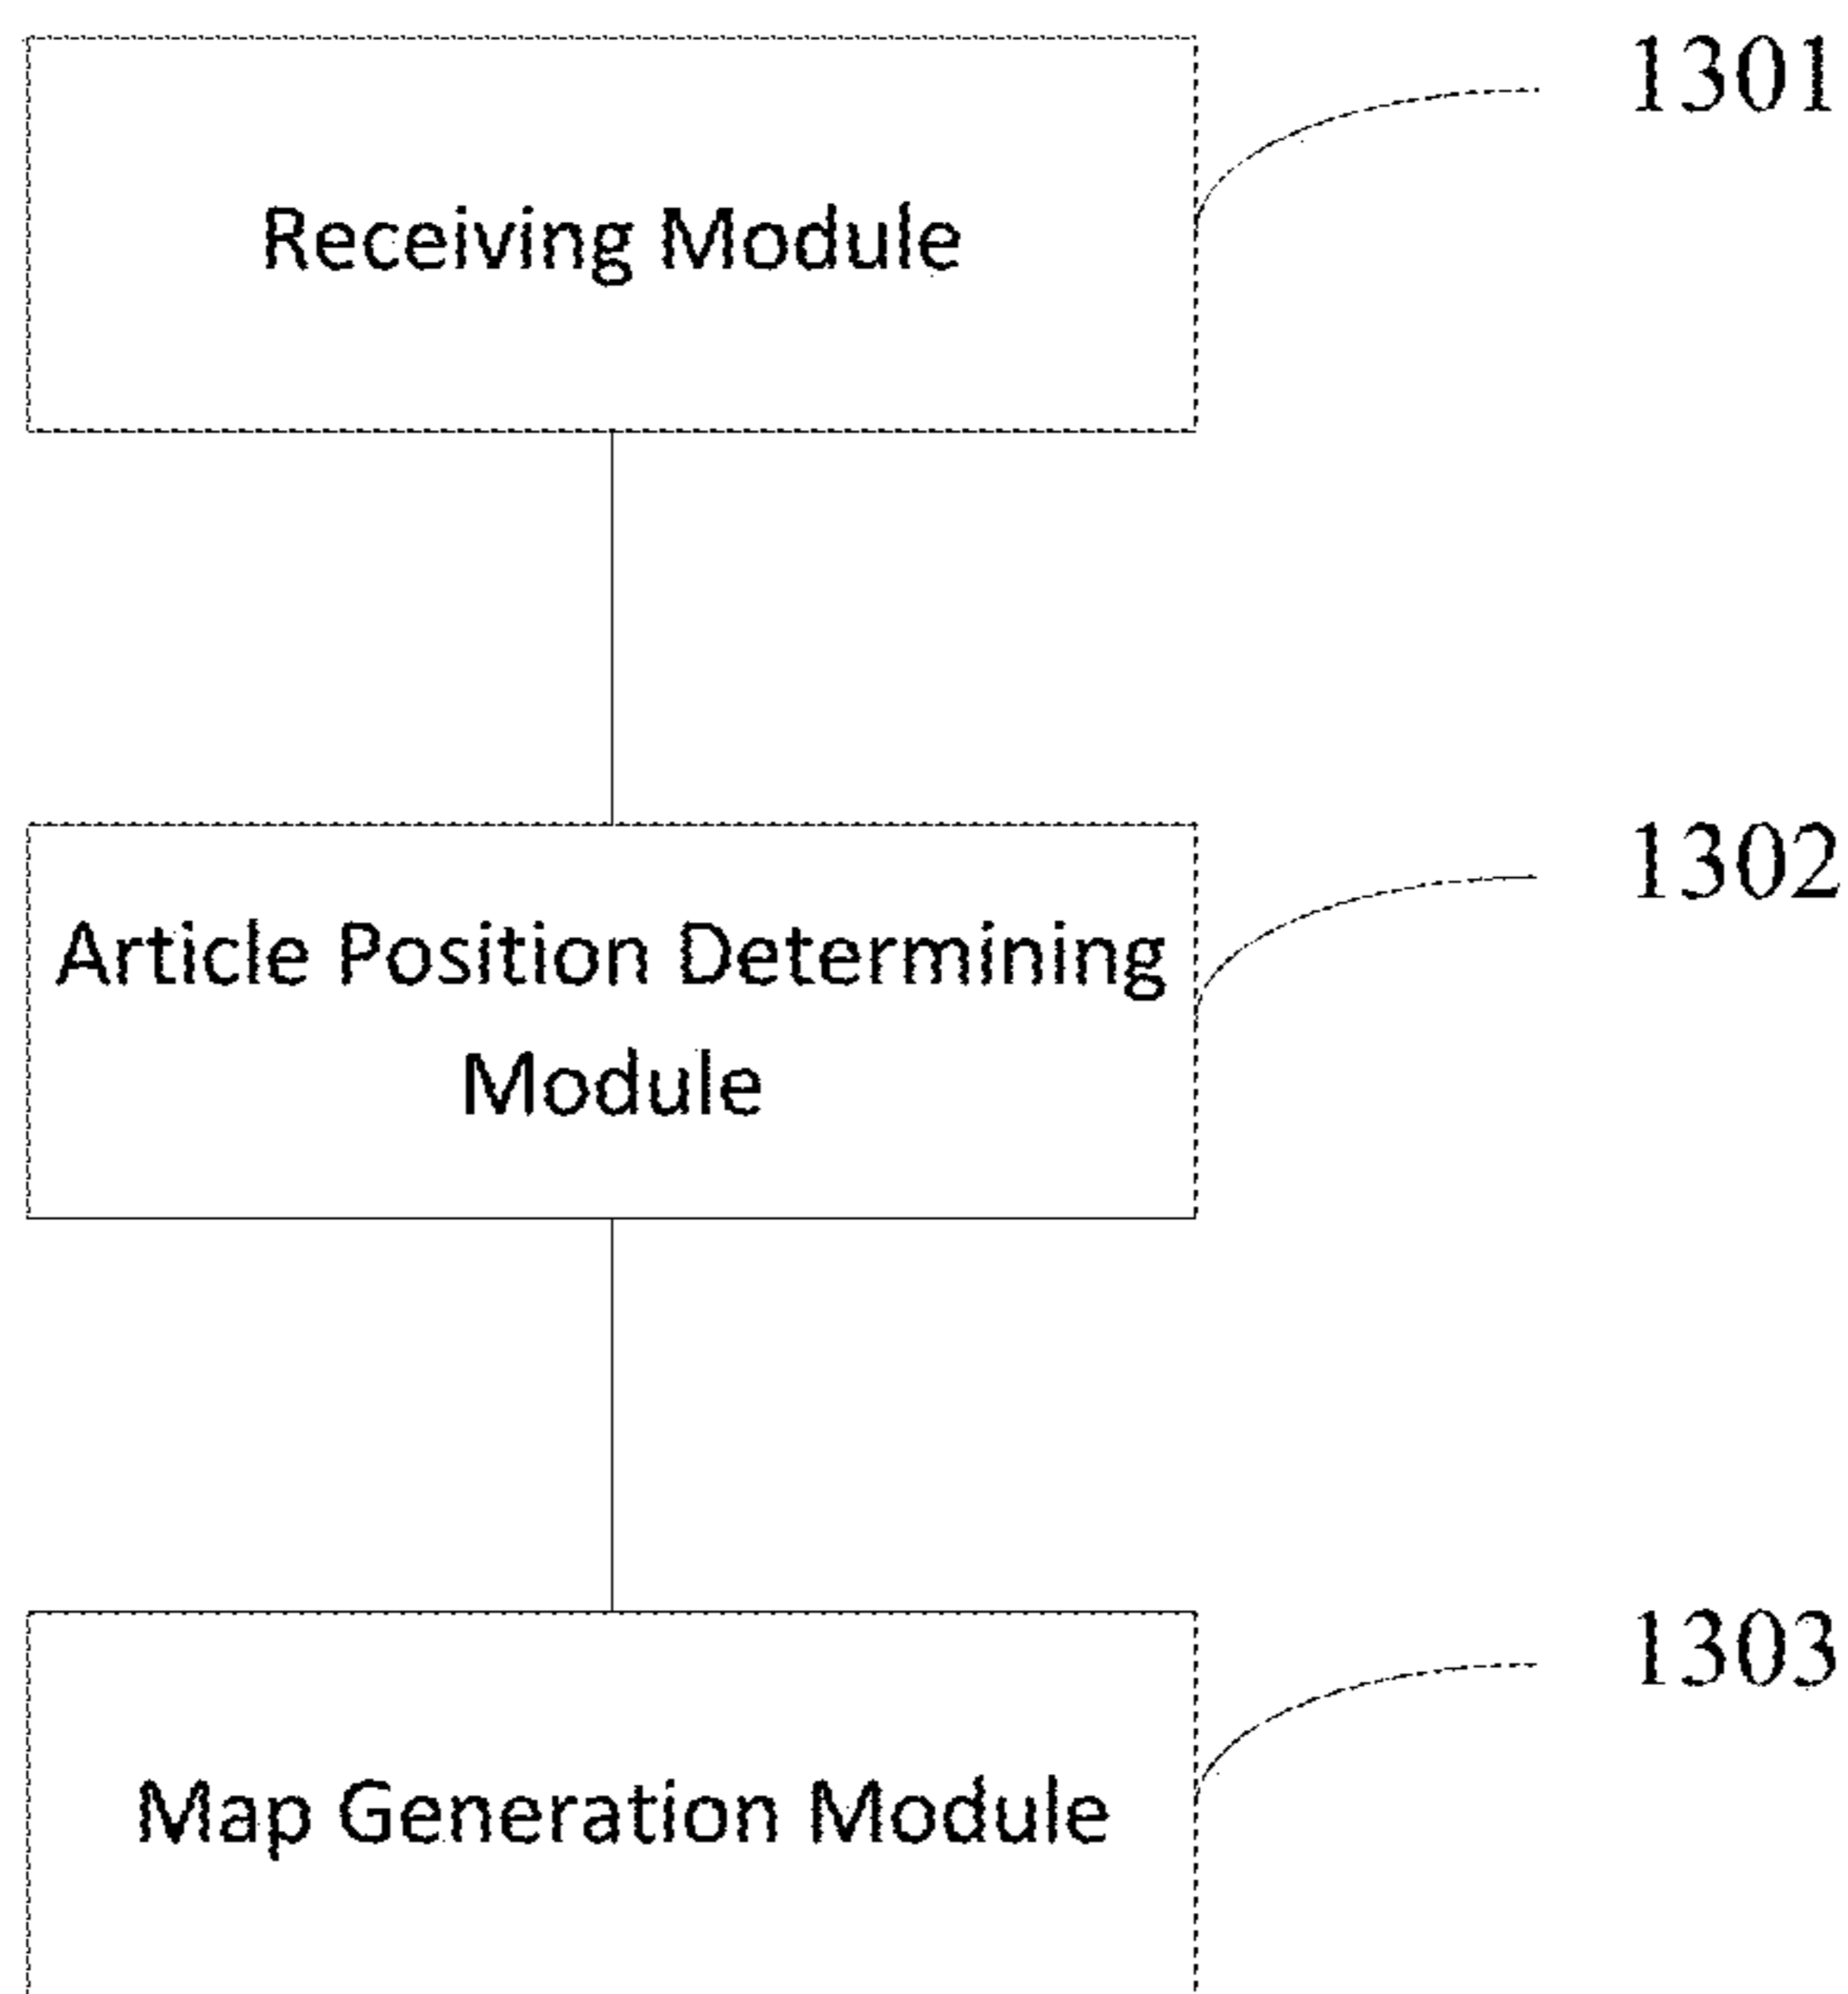 1301
Receiving Module
1302
Article Position Determining
Module
1303
Map Generation Module